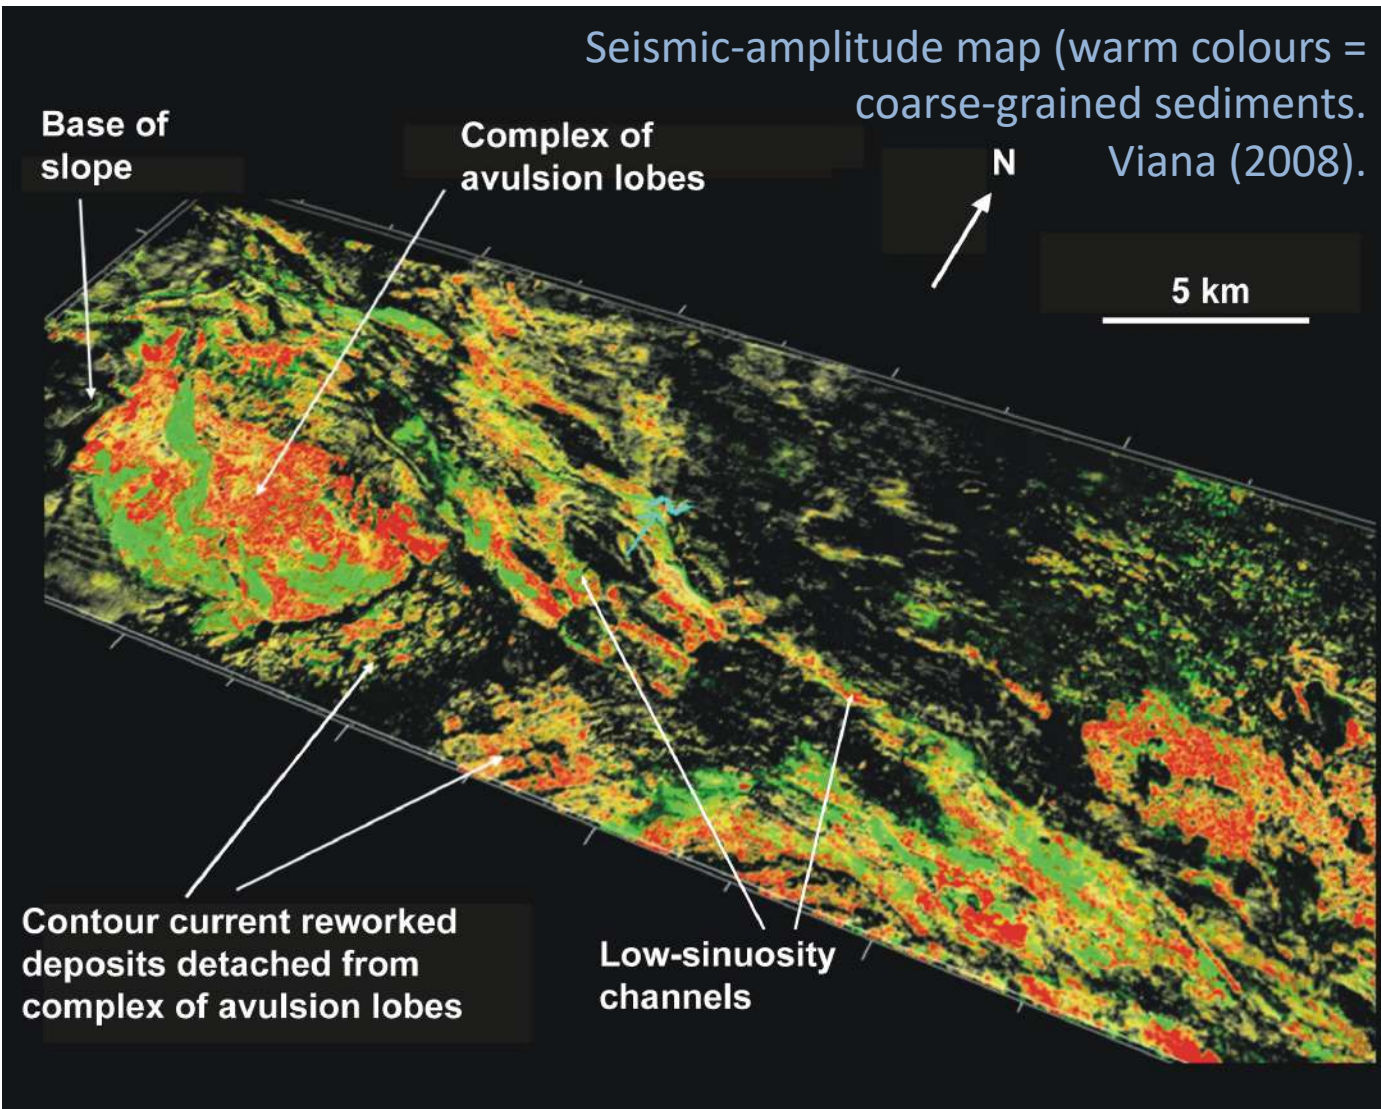 Seismic-amplitude map (warm colours =
coarse-grained sediments.
Viana (2008).
Base of
slope
Complex of
avulsion lobes
N
5 km
Contour current reworked
deposits detached from
complex of avulsion lobes
Low-sinuosity
channels